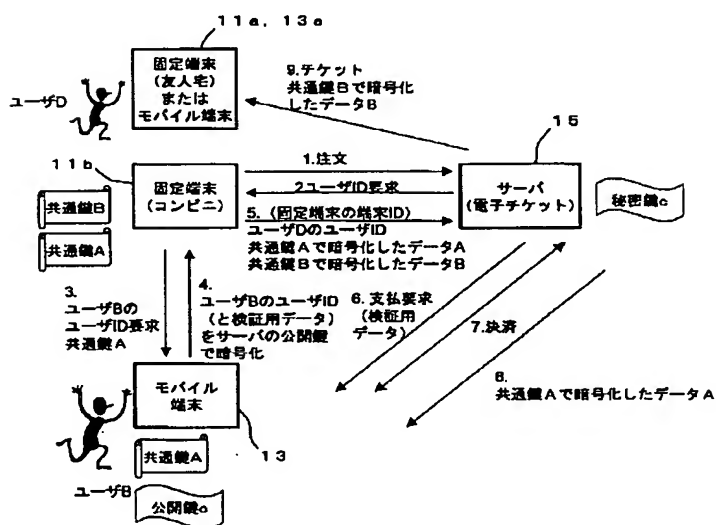 11a, 13a
固定端末
(友人宅)
または
モバイル端末
ユーザD
9.チケット
共通鍵Bで暗号化
したデータB
15
サーバ
(電子チケット)
秘密鍵c
11b
固定端末
(コンビニ)
共通鍵B
共通鍵A
1.注文
2.ユーザID要求
5.(固定端末の端末ID)
ユーザDのユーザID
共通鍵Aで暗号化したデータA
共通鍵Bで暗号化したデータB
3.
ユーザBの
ユーザID要求
共通鍵A
4.
ユーザBのユーザID
(と検証用データ)
をサーバの公開鍵
で暗号化
6.支払要求
(検証用
データ)
7.決済
8.
共通鍵Aで暗号化したデータA
モバイル
端末
13
共通鍵A
ユーザB
公開鍵c